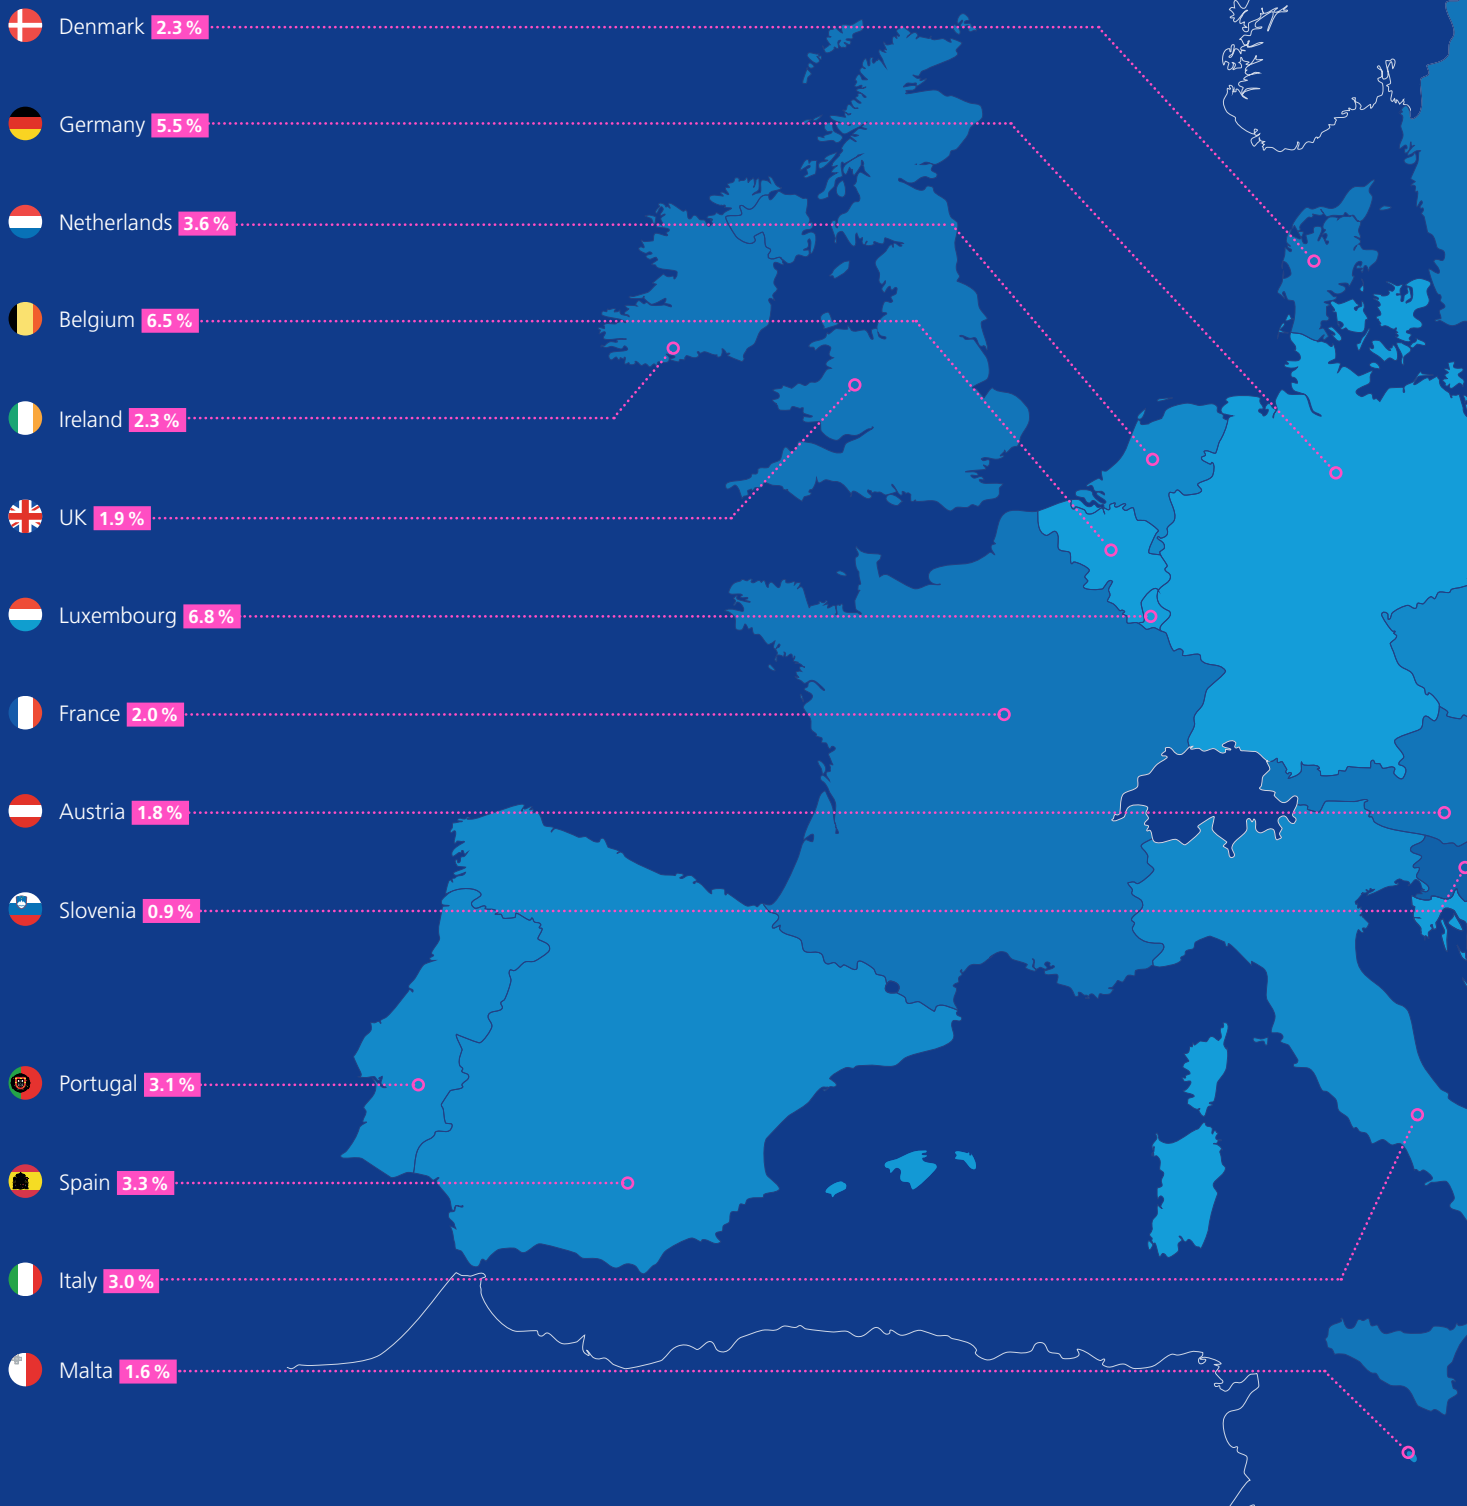 Denmark 2.3 %
Germany 5.5 %
Netherlands 3.6 %
Belgium 6.5 %
Ireland 2.3 %
UK 1.9 %
Luxembourg 6.8 %
France 2.0 %
Austria 1.8 %
Slovenia 0.9 %
Portugal 3.1 %
Spain 3.3 %
Italy 3.0 %
Malta 1.6 %